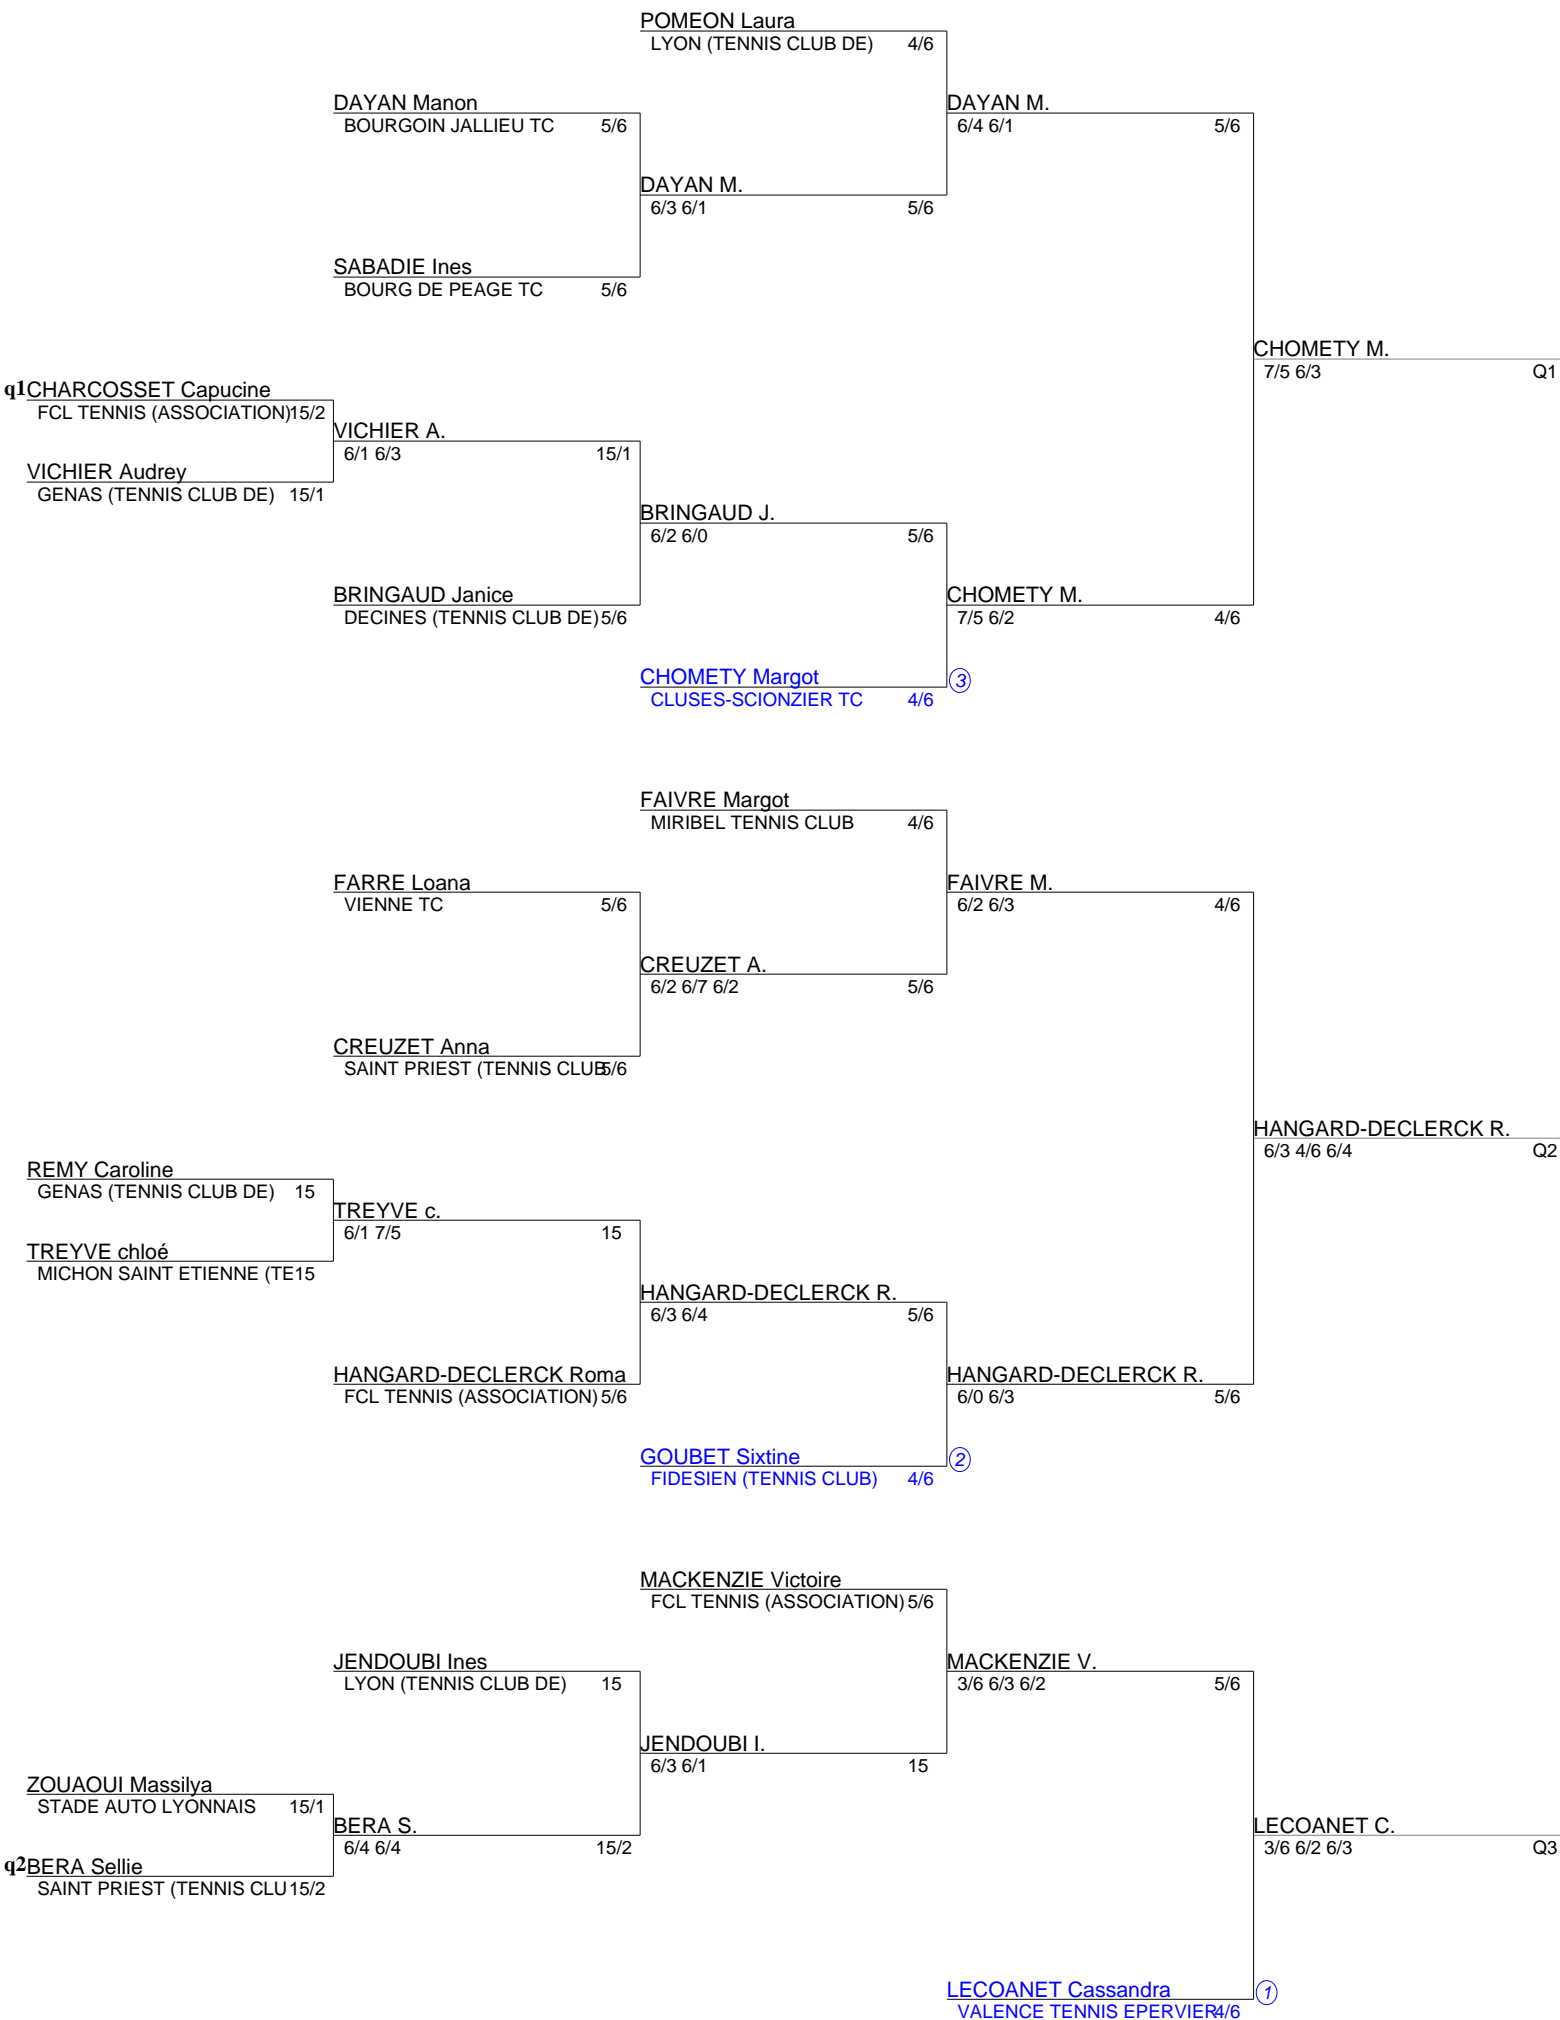 POMEON Laura
LYON (TENNIS CLUB DE) 4/6
DAYAN Manon
DAYAN M.
BOURGOIN JALLIEU TC 5/6
6/4 6/1 5/6
DAYAN M.
6/3 6/1 5/6
SABADIE Ines
BOURG DE PEAGE TC 5/6
CHOMETY M.
7/5 6/3 Q1
q1 CHARCOSSET Capucine
FCL TENNIS (ASSOCIATION) 15/2
VICHIER A.
6/1 6/3 15/1
VICHIER Audrey
GENAS (TENNIS CLUB DE) 15/1
BRINGAUD J.
6/2 6/0 5/6
BRINGAUD Janice
CHOMETY M.
DECINES (TENNIS CLUB DE) 5/6
7/5 6/2 4/6
CHOMETY Margot 3
CLUSES-SCIONZIER TC 4/6
FAIVRE Margot
MIRIBEL TENNIS CLUB 4/6
FARRE Loana
FAIVRE M.
VIENNE TC 5/6
6/2 6/3 4/6
CREUZET A.
6/2 6/7 6/2 5/6
CREUZET Anna
SAINT PRIEST (TENNIS CLUB 5/6
HANGARD-DECLERCK R.
6/3 4/6 6/4 Q2
REMY Caroline
GENAS (TENNIS CLUB DE) 15
TREYVE c.
6/1 7/5 15
TREYVE chloé
MICHON SAINT ETIENNE (TE 15
HANGARD-DECLERCK R.
6/3 6/4 5/6
HANGARD-DECLERCK Roma
HANGARD-DECLERCK R.
FCL TENNIS (ASSOCIATION) 5/6
6/0 6/3 5/6
GOUBET Sixtine 2
FIDESIEN (TENNIS CLUB) 4/6
MACKENZIE Victoire
FCL TENNIS (ASSOCIATION) 5/6
JENDOUBI Ines
MACKENZIE V.
LYON (TENNIS CLUB DE) 15
3/6 6/3 6/2 5/6
JENDOUBI I.
6/3 6/1 15
ZOUAOUI Massilya
STADE AUTO LYONNAIS 15/1
BERA S.
LECOANET C.
6/4 6/4 15/2
3/6 6/2 6/3 Q3
q2 BERA Sellie
SAINT PRIEST (TENNIS CLU 15/2
LECOANET Cassandra 1
VALENCE TENNIS EPERVIER 4/6